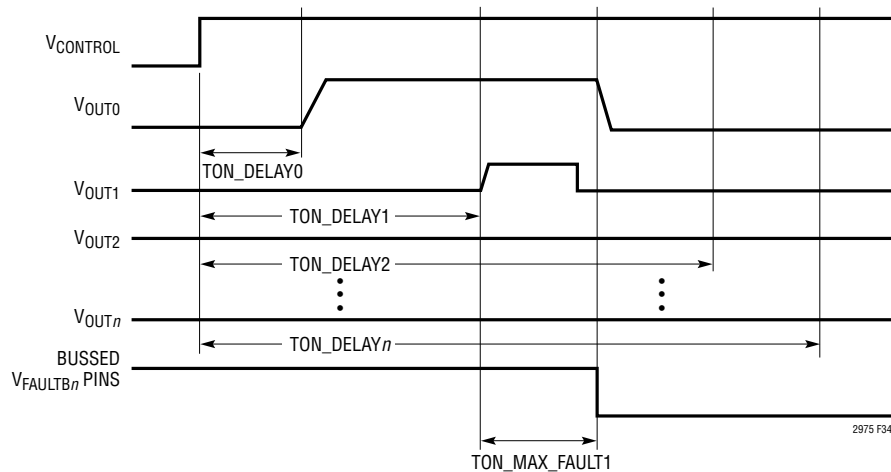 VCONTROL
VOUT0
TON_DELAY0
VOUT1
TON_DELAY1
VOUT2
TON_DELAY2
VOUTn
TON_DELAYn
BUSSED
VFAULTBn PINS
2975 F34
TON_MAX_FAULT1